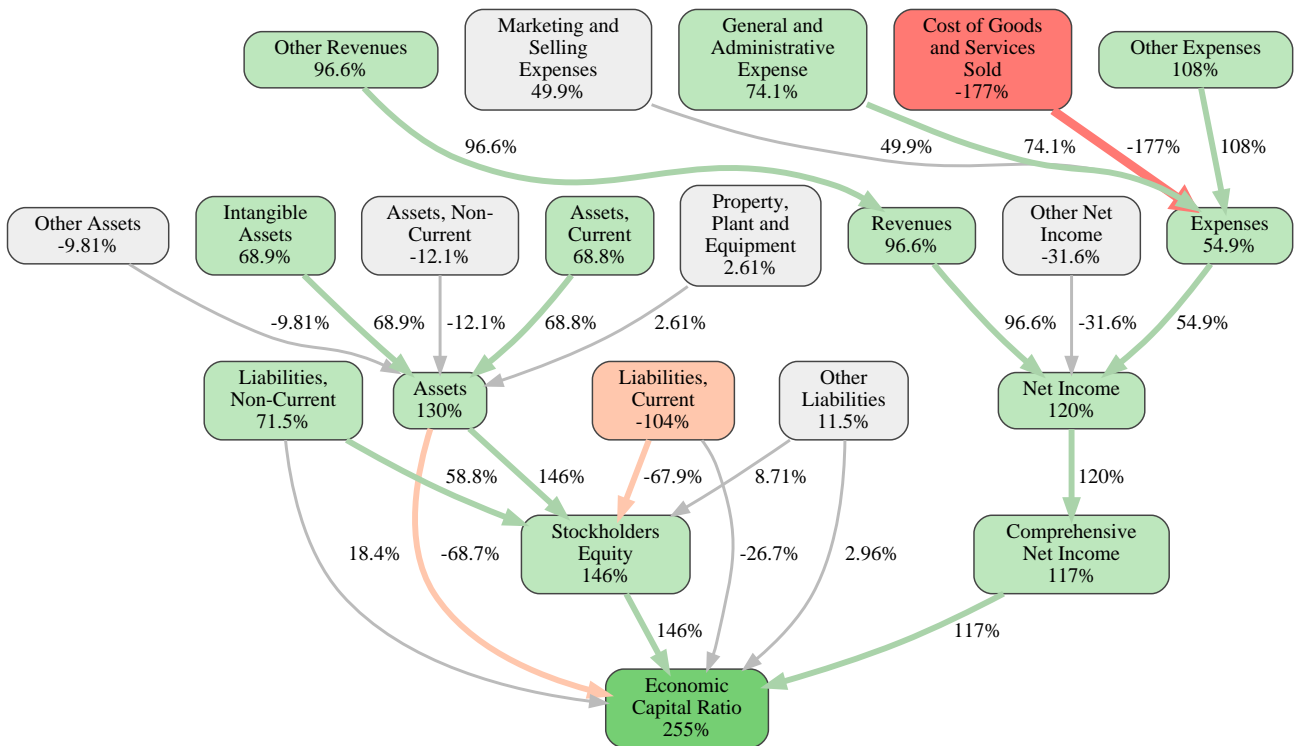 Other Revenues
96.6%
Marketing and
Selling
Expenses
49.9%
General and
Administrative
Expense
74.1%
Cost of Goods
and Services
Sold
-177%
Other Expenses
108%
96.6%
49.9%
74.1%
-177%
108%
Other Assets
-9.81%
Intangible
Assets
68.9%
Assets, Non-
Current
-12.1%
Assets,
Current
68.8%
Property,
Plant and
Equipment
2.61%
Revenues
96.6%
Other Net
Income
-31.6%
Expenses
54.9%
-9.81%
68.9%
-12.1%
68.8%
2.61%
96.6%
-31.6%
54.9%
Liabilities,
Non-Current
71.5%
Assets
130%
Liabilities,
Current
-104%
Other
Liabilities
11.5%
Net Income
120%
58.8%
146%
-67.9%
8.71%
120%
Stockholders
Equity
146%
Comprehensive
Net Income
117%
18.4%
-68.7%
-26.7%
2.96%
146%
117%
Economic
Capital Ratio
255%